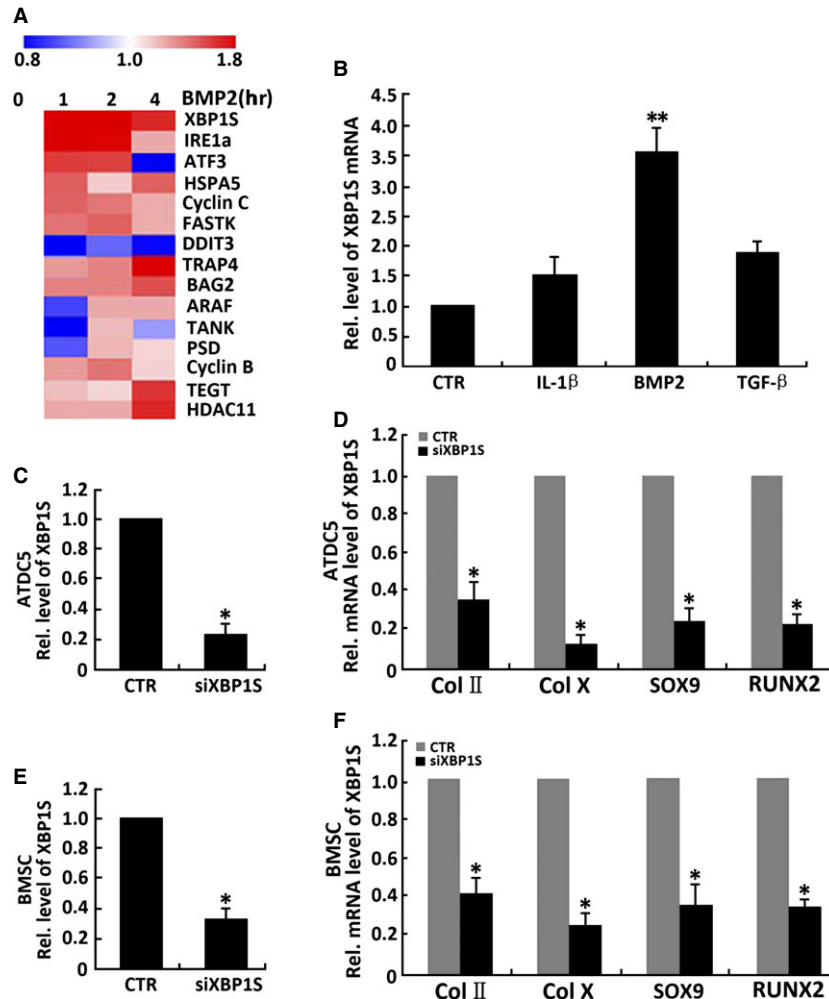 A
0.8 1.0 1.8
0 1 2 4 BMP2(hr)
XBP1S
IRE1a
ATF3
HSPA5
Cyclin C
FASTK
DDIT3
TRAP4
BAG2
ARAF
TANK
PSD
Cyclin B
TEGT
HDAC11
B
Rel. level of XBP1S mRNA
4.5
4.0
3.5
3.0
2.5
2.0
1.5
1.0
0.5
0
**
CTR IL-1β BMP2 TGF-β
C
ATDC5
Rel. level of XBP1S
1.2
1.0
0.8
0.6
0.4
0.2
0
*
CTR siXBP1S
D
ATDC5
Rel. mRNA level of XBP1S
1.2
1.0
0.8
0.6
0.4
0.2
0
CTR
siXBP1S
* * * *
Col Ⅱ Col X SOX9 RUNX2
E
BMSC
Rel. level of XBP1S
1.2
1.0
0.8
0.6
0.4
0.2
0
*
CTR siXBP1S
F
BMSC
Rel. mRNA level of XBP1S
1.2
1.0
0.8
0.6
0.4
0.2
0
CTR
siXBP1S
* * * *
Col Ⅱ Col X SOX9 RUNX2